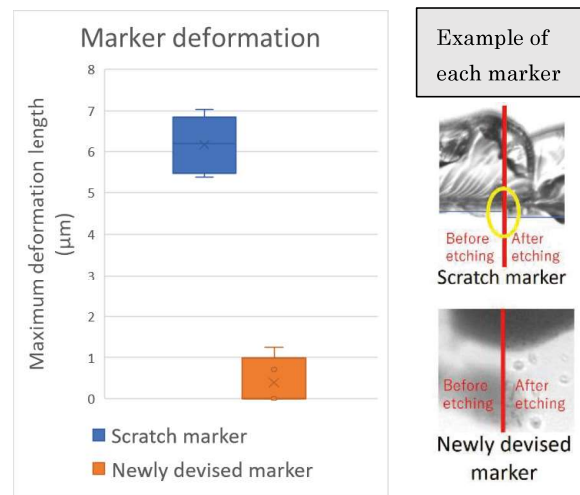 Marker deformation
Maximum deformation length
(μm)
8
7
6
5
4
3
2
1
0
Scratch marker
Newly devised marker
Example of
each marker
Before
etching
After
etching
Scratch marker
Before
etching
After
etching
Newly devised
marker